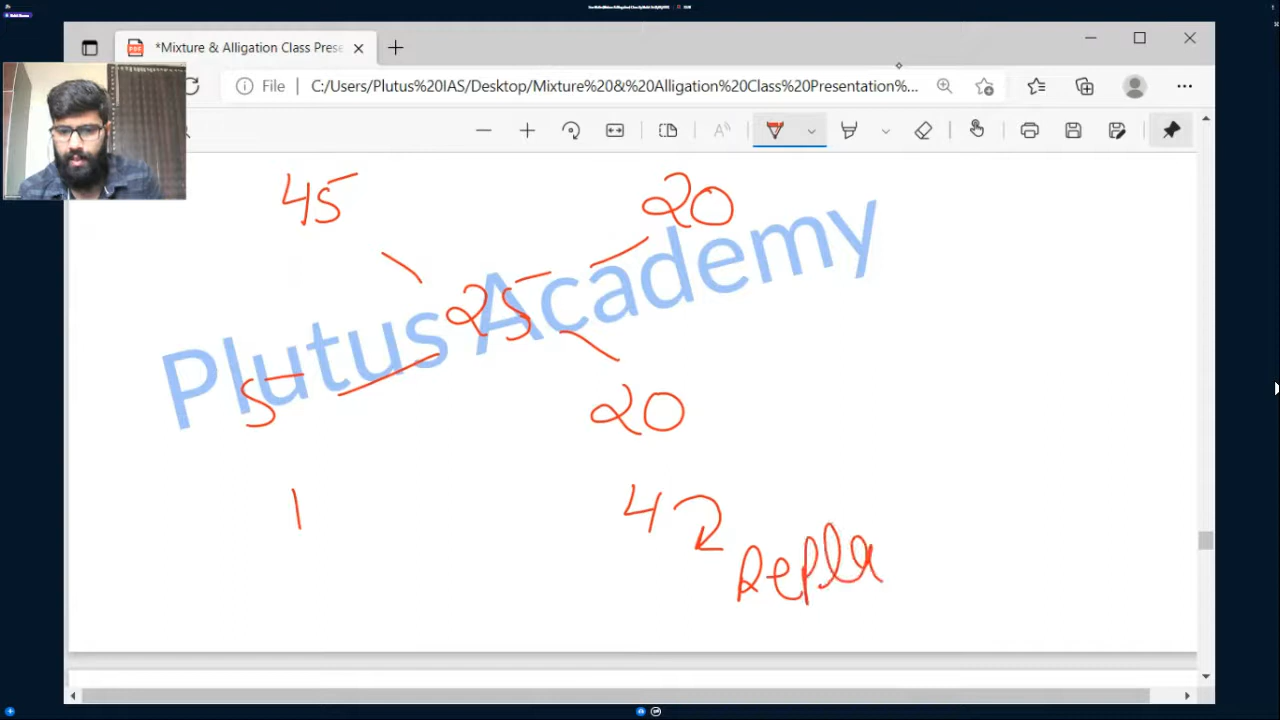 *Mixture & Alligation Class Prese
File C:/Users/Plutus%20IAS/Desktop/Mixture%20&%20Alligation%20Class%20Presentation%...
45 20
Plutus Academy
25
5 20
1 4
Repla